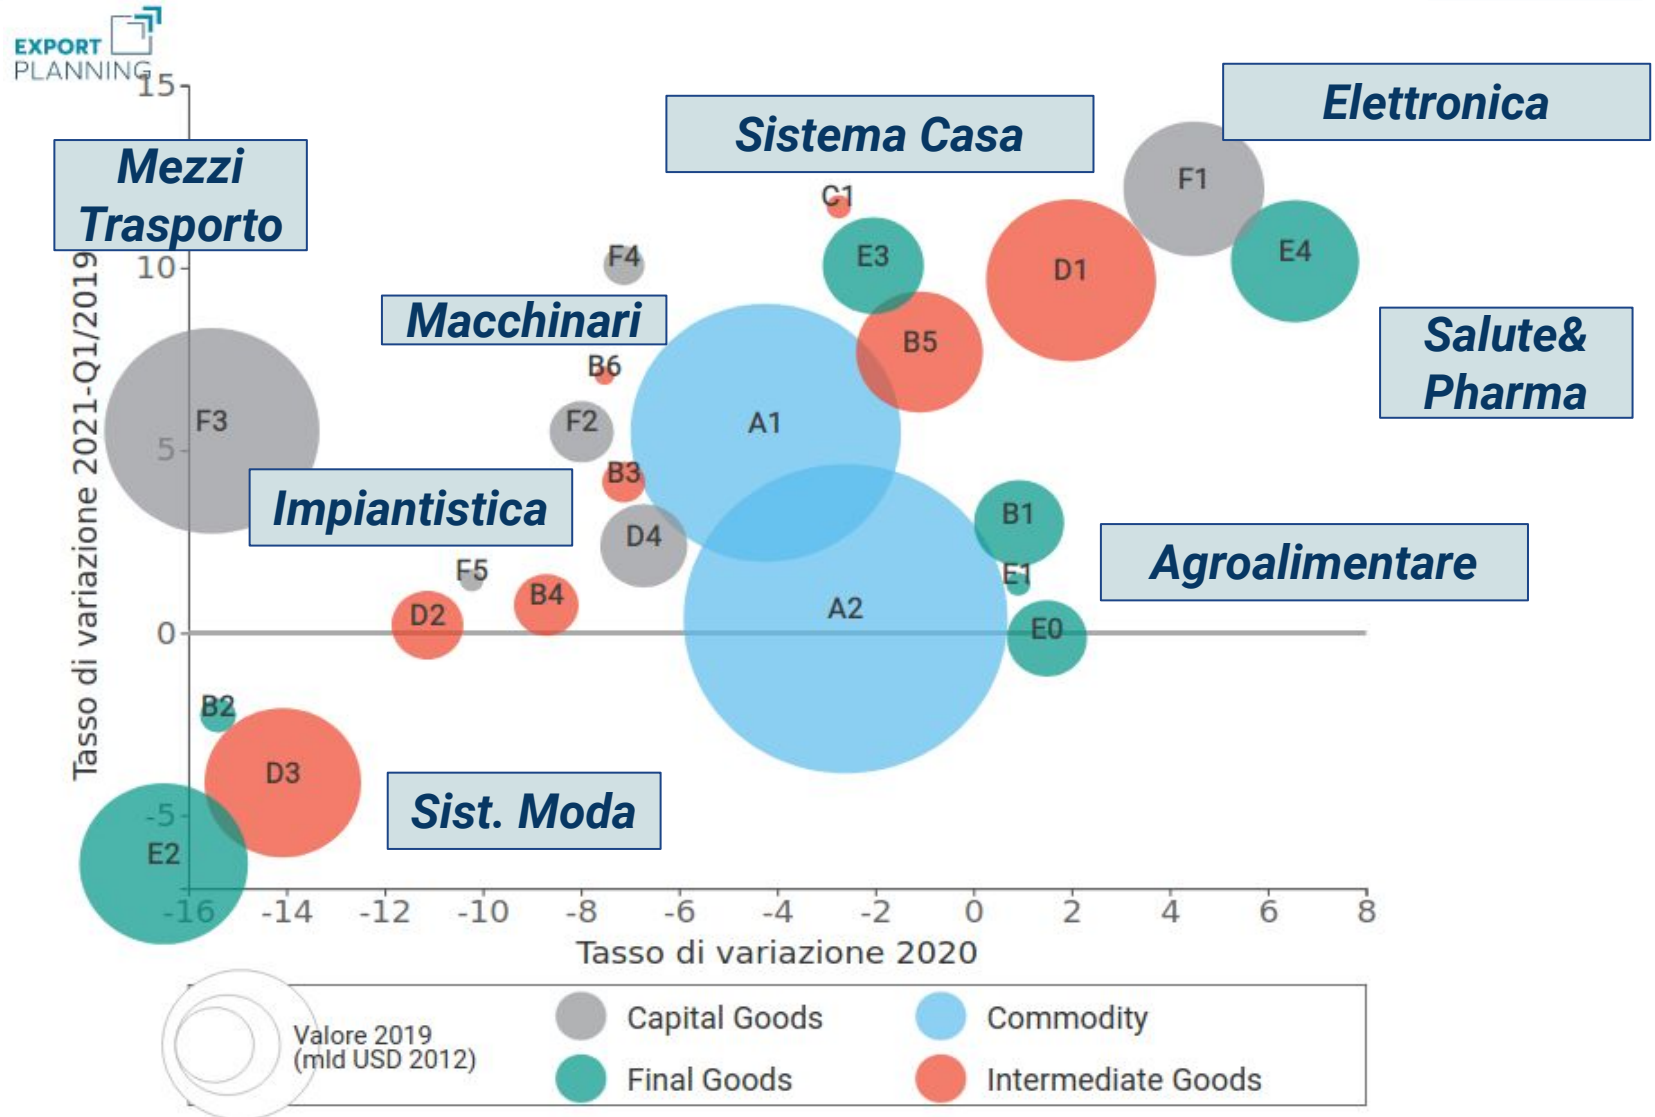 EXPORT
PLANNING
15
Elettronica
Sistema Casa
Mezzi
Trasporto
F1
C1
F4
E3
D1
E4
10
Macchinari
Salute&
Pharma
B5
B6
F3
F2
A1
5
B3
Impiantistica
B1
D4
Agroalimentare
F5
E1
B4
D2
A2
0
E0
B2
D3
Sist. Moda
-5
E2
Tasso di variazione 2021-Q1/2019
-16 -14 -12 -10 -8 -6 -4 -2 0 2 4 6 8
Tasso di variazione 2020
Valore 2019
(mld USD 2012)
Capital Goods
Commodity
Final Goods
Intermediate Goods